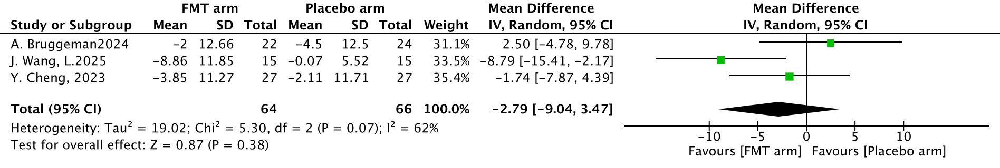 FMT arm Placebo arm Mean Difference Mean Difference
Study or Subgroup Mean SD Total Mean SD Total Weight IV, Random, 95% CI IV, Random, 95% CI
A. Bruggeman2024 −2 12.66 22 −4.5 12.5 24 31.1% 2.50 [−4.78, 9.78]
J. Wang, L.2025 −8.86 11.85 15 −0.07 5.52 15 33.5% −8.79 [−15.41, −2.17]
Y. Cheng, 2023 −3.85 11.27 27 −2.11 11.71 27 35.4% −1.74 [−7.87, 4.39]
Total (95% CI) 64 66 100.0% −2.79 [−9.04, 3.47]
Heterogeneity: Tau² = 19.02; Chi² = 5.30, df = 2 (P = 0.07); I² = 62%
Test for overall effect: Z = 0.87 (P = 0.38)
−10 −5 0 5 10
Favours [FMT arm] Favours [Placebo arm]